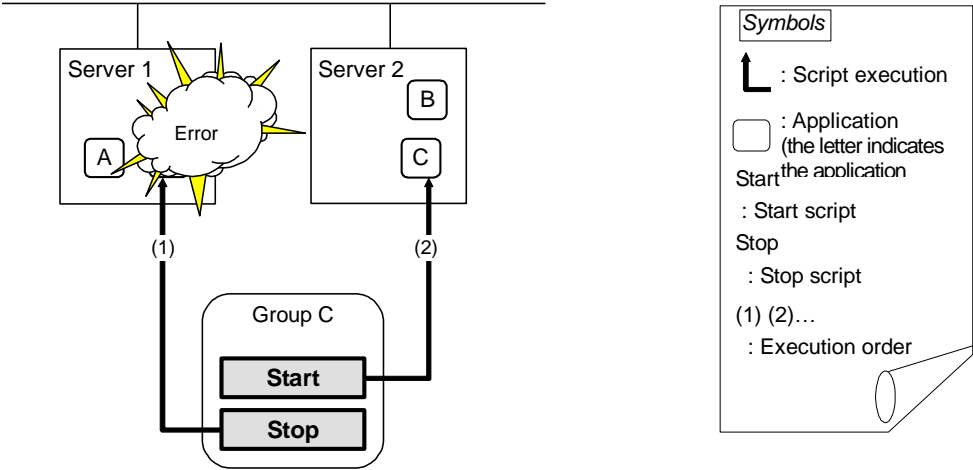 Server 1
Error
A
Server 2
B
C
(1)
(2)
Group C
Start
Stop
Symbols
: Script execution
: Application
(the letter indicates
the application
Start
: Start script
Stop
: Stop script
(1) (2)…
: Execution order